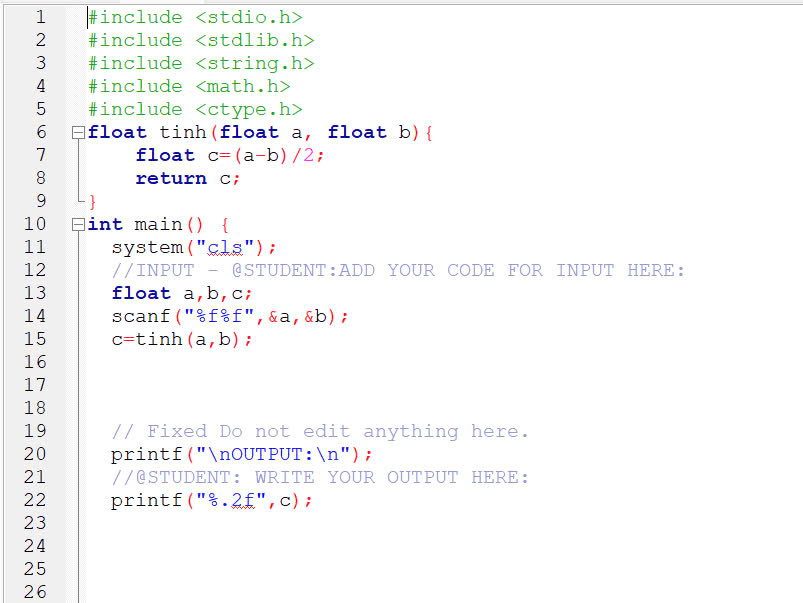 1 #include <stdio.h>
2 #include <stdlib.h>
3 #include <string.h>
4 #include <math.h>
5 #include <ctype.h>
6 float tinh(float a, float b){
7 float c=(a-b)/2;
8 return c;
9 }
10 int main() {
11 system("cls");
12 //INPUT - @STUDENT:ADD YOUR CODE FOR INPUT HERE:
13 float a,b,c;
14 scanf("%f%f",&a,&b);
15 c=tinh(a,b);
16
17
18
19 // Fixed Do not edit anything here.
20 printf("\nOUTPUT:\n");
21 //@STUDENT: WRITE YOUR OUTPUT HERE:
22 printf("%.2f",c);
23
24
25
26